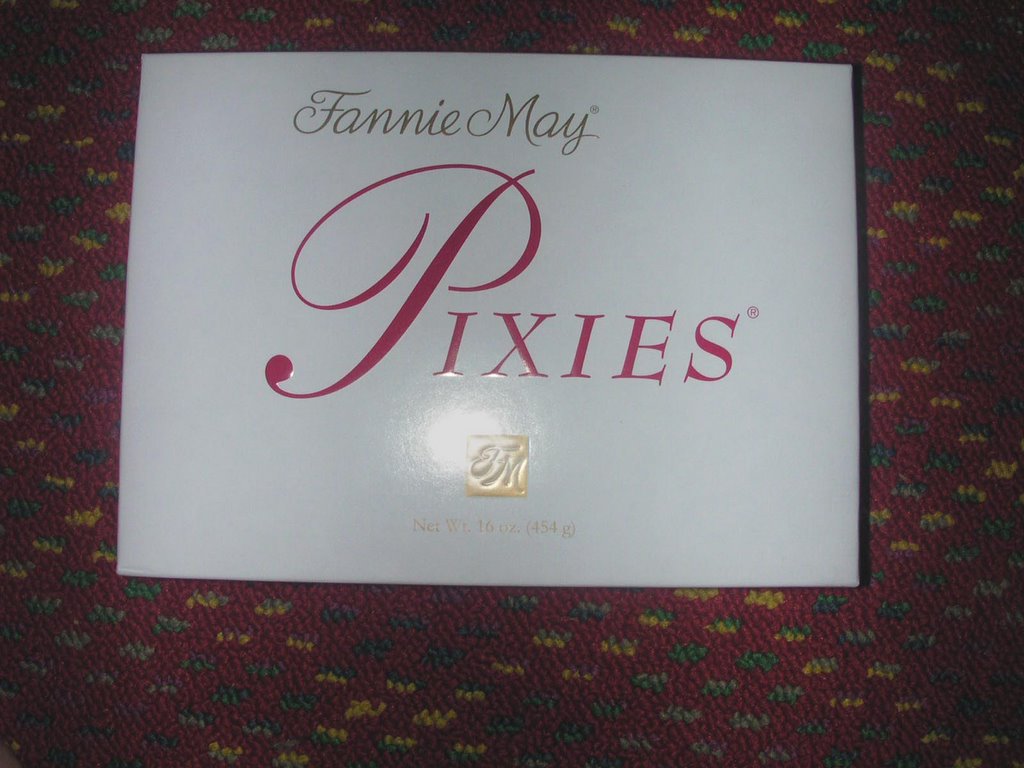 Fannie May®
PIXIES®
FM
Net Wt. 16 oz. (454 g)